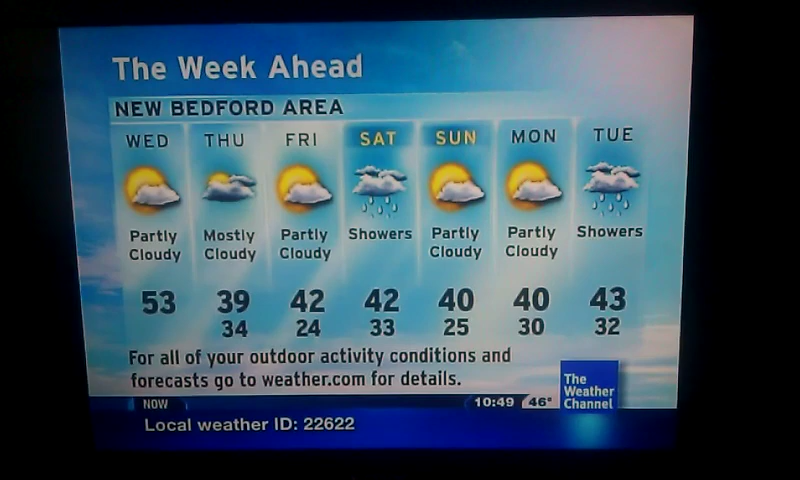 The Week Ahead
NEW BEDFORD AREA
WED THU FRI SAT SUN MON TUE
Partly Cloudy
Mostly Cloudy
Partly Cloudy
Showers
Partly Cloudy
Partly Cloudy
Showers
53 39 42 42 40 40 43
34 24 33 25 30 32
For all of your outdoor activity conditions and
forecasts go to weather.com for details.
The
Weather
Channel
NOW 10:49 46°
Local weather ID: 22622